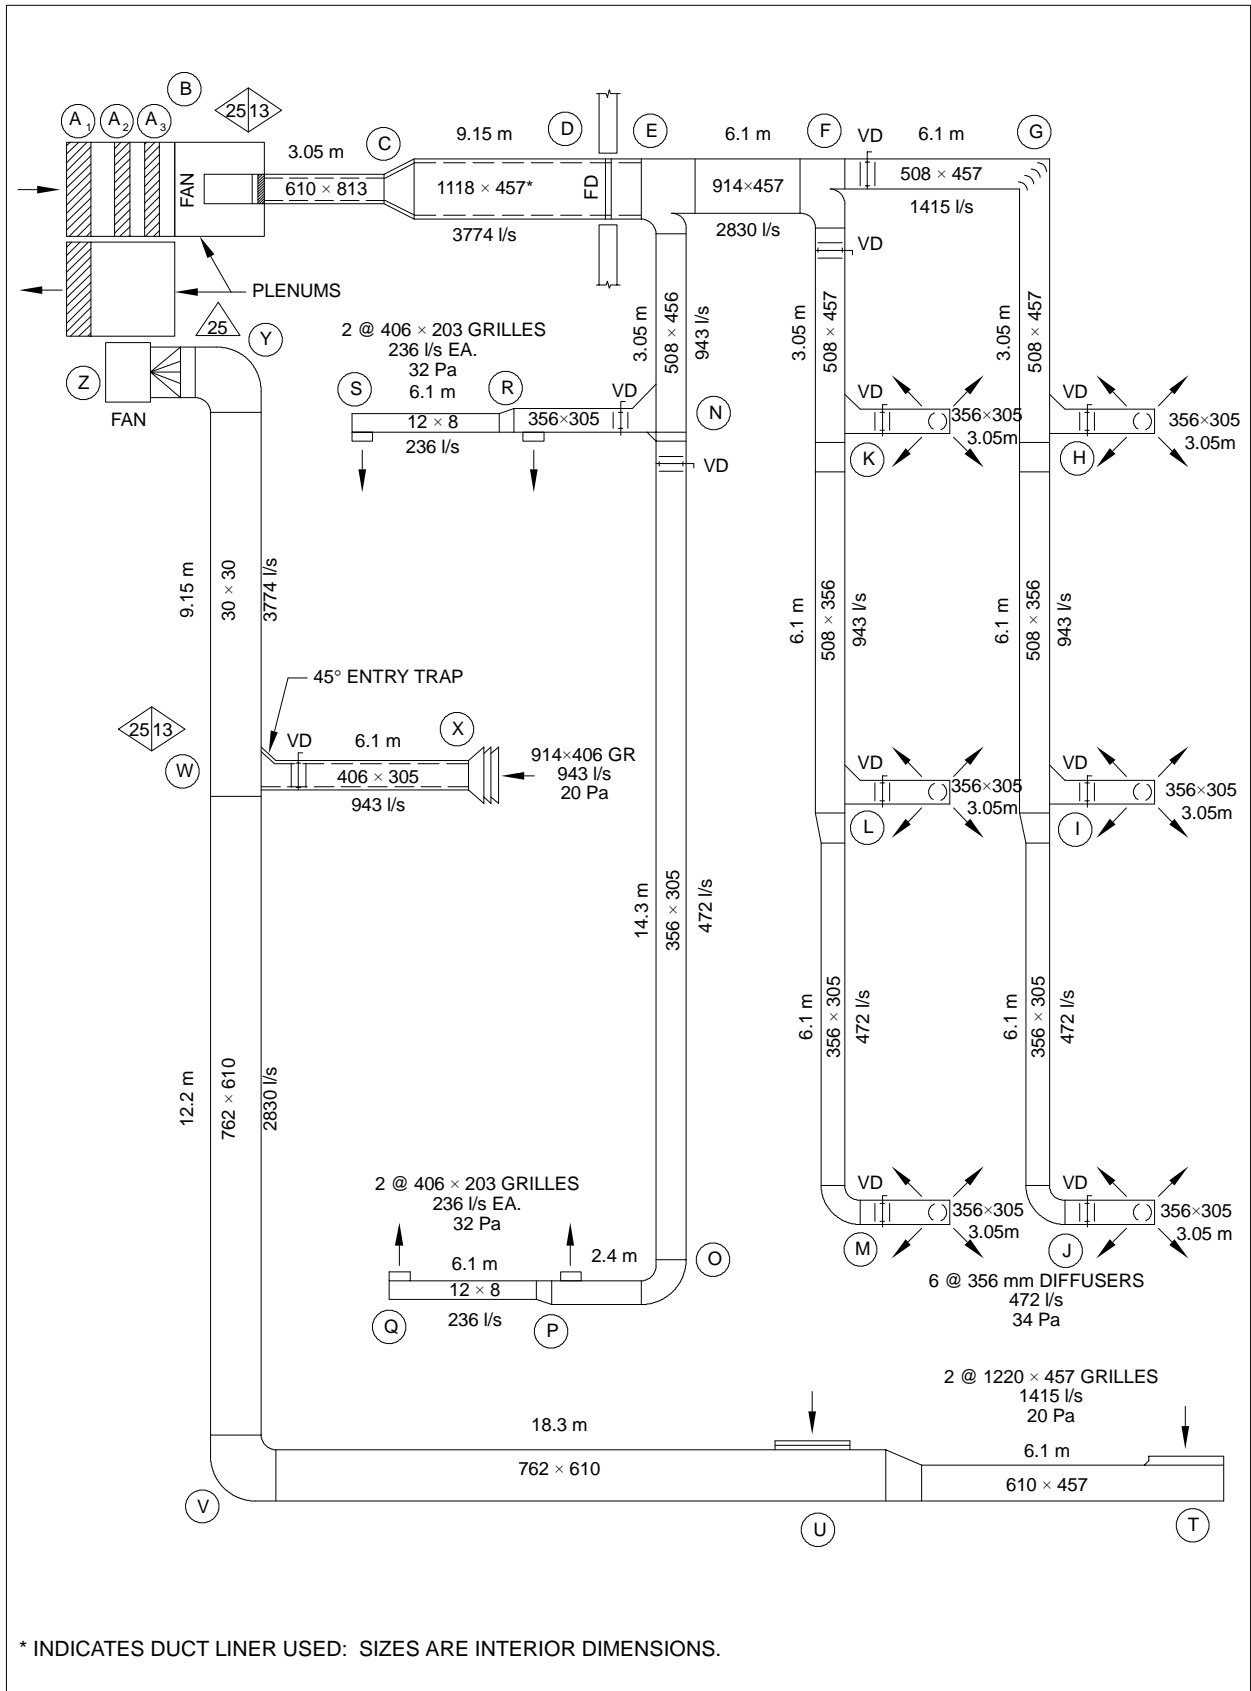 B
25 13
A1 A2 A3
D
E
F
VD
G
C
9.15 m
6.1 m
6.1 m
3.05 m
FAN
610 × 813
1118 × 457*
FD
914×457
508 × 457
3774 l/s
2830 l/s
1415 l/s
VD
PLENUMS
25
Y
2 @ 406 × 203 GRILLES
236 l/s EA.
32 Pa
6.1 m
3.05 m
508 × 456
943 l/s
3.05 m
508 × 457
3.05 m
508 × 457
Z
FAN
S
R
VD
N
12 × 8
356×305
236 l/s
VD
VD
356×305
3.05m
K
VD
356×305
3.05m
H
9.15 m
30 × 30
3774 l/s
6.1 m
508 × 356
943 l/s
6.1 m
508 × 356
943 l/s
45° ENTRY TRAP
25 13
W
VD
6.1 m
X
406 × 305
943 l/s
914×406 GR
943 l/s
20 Pa
VD
356×305
3.05m
L
VD
356×305
3.05m
I
14.3 m
356 × 305
472 l/s
6.1 m
356 × 305
472 l/s
6.1 m
356 × 305
472 l/s
12.2 m
762 × 610
2830 l/s
2 @ 406 × 203 GRILLES
236 l/s EA.
32 Pa
6.1 m
2.4 m
O
12 × 8
236 l/s
Q
P
VD
356×305
3.05m
M
VD
356×305
3.05 m
J
6 @ 356 mm DIFFUSERS
472 l/s
34 Pa
2 @ 1220 × 457 GRILLES
1415 l/s
20 Pa
18.3 m
6.1 m
762 × 610
610 × 457
V
U
T
* INDICATES DUCT LINER USED: SIZES ARE INTERIOR DIMENSIONS.